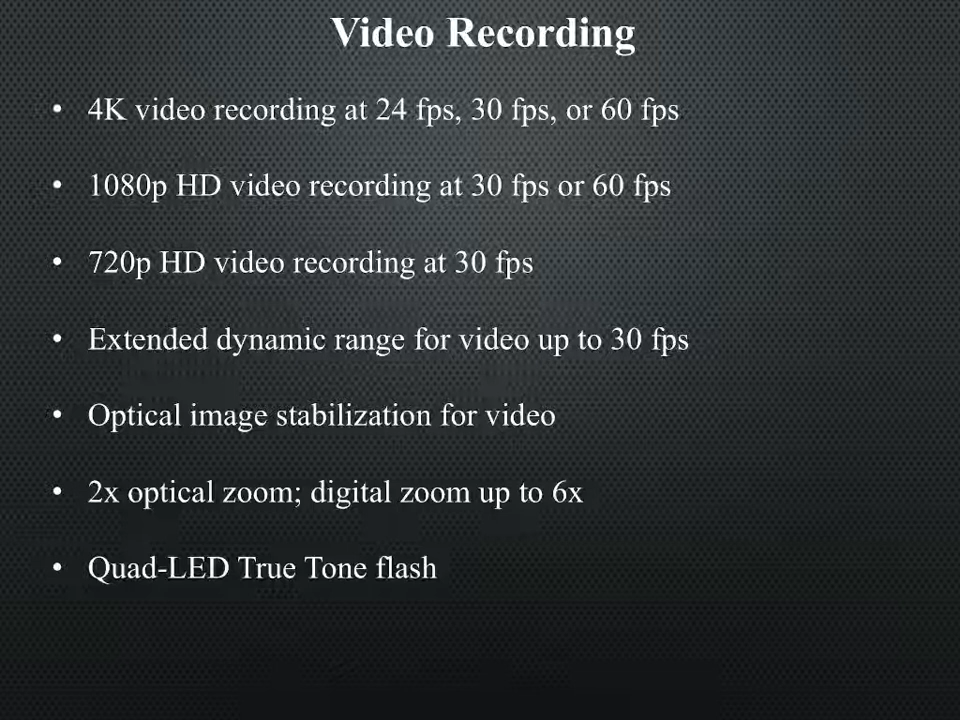 Video Recording
• 4K video recording at 24 fps, 30 fps, or 60 fps
• 1080p HD video recording at 30 fps or 60 fps
• 720p HD video recording at 30 fps
• Extended dynamic range for video up to 30 fps
• Optical image stabilization for video
• 2x optical zoom; digital zoom up to 6x
• Quad-LED True Tone flash